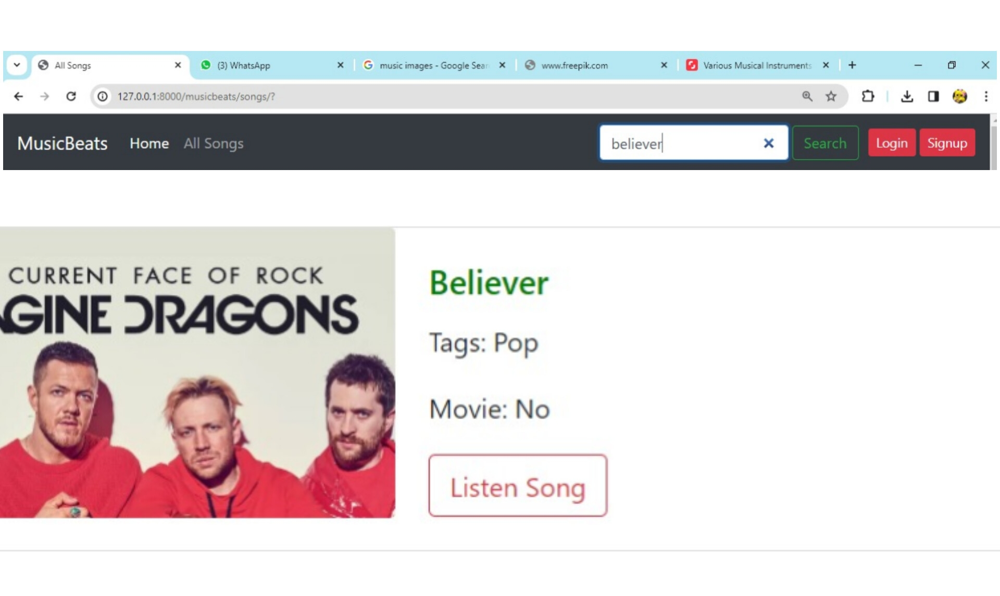 All Songs
(3) WhatsApp
music images - Google Sear
www.freepik.com
Various Musical Instruments
127.0.0.1:8000/musicbeats/songs/?
MusicBeats Home All Songs believer Search Login Signup
CURRENT FACE OF ROCK
GINE DRAGONS
Believer
Tags: Pop
Movie: No
Listen Song